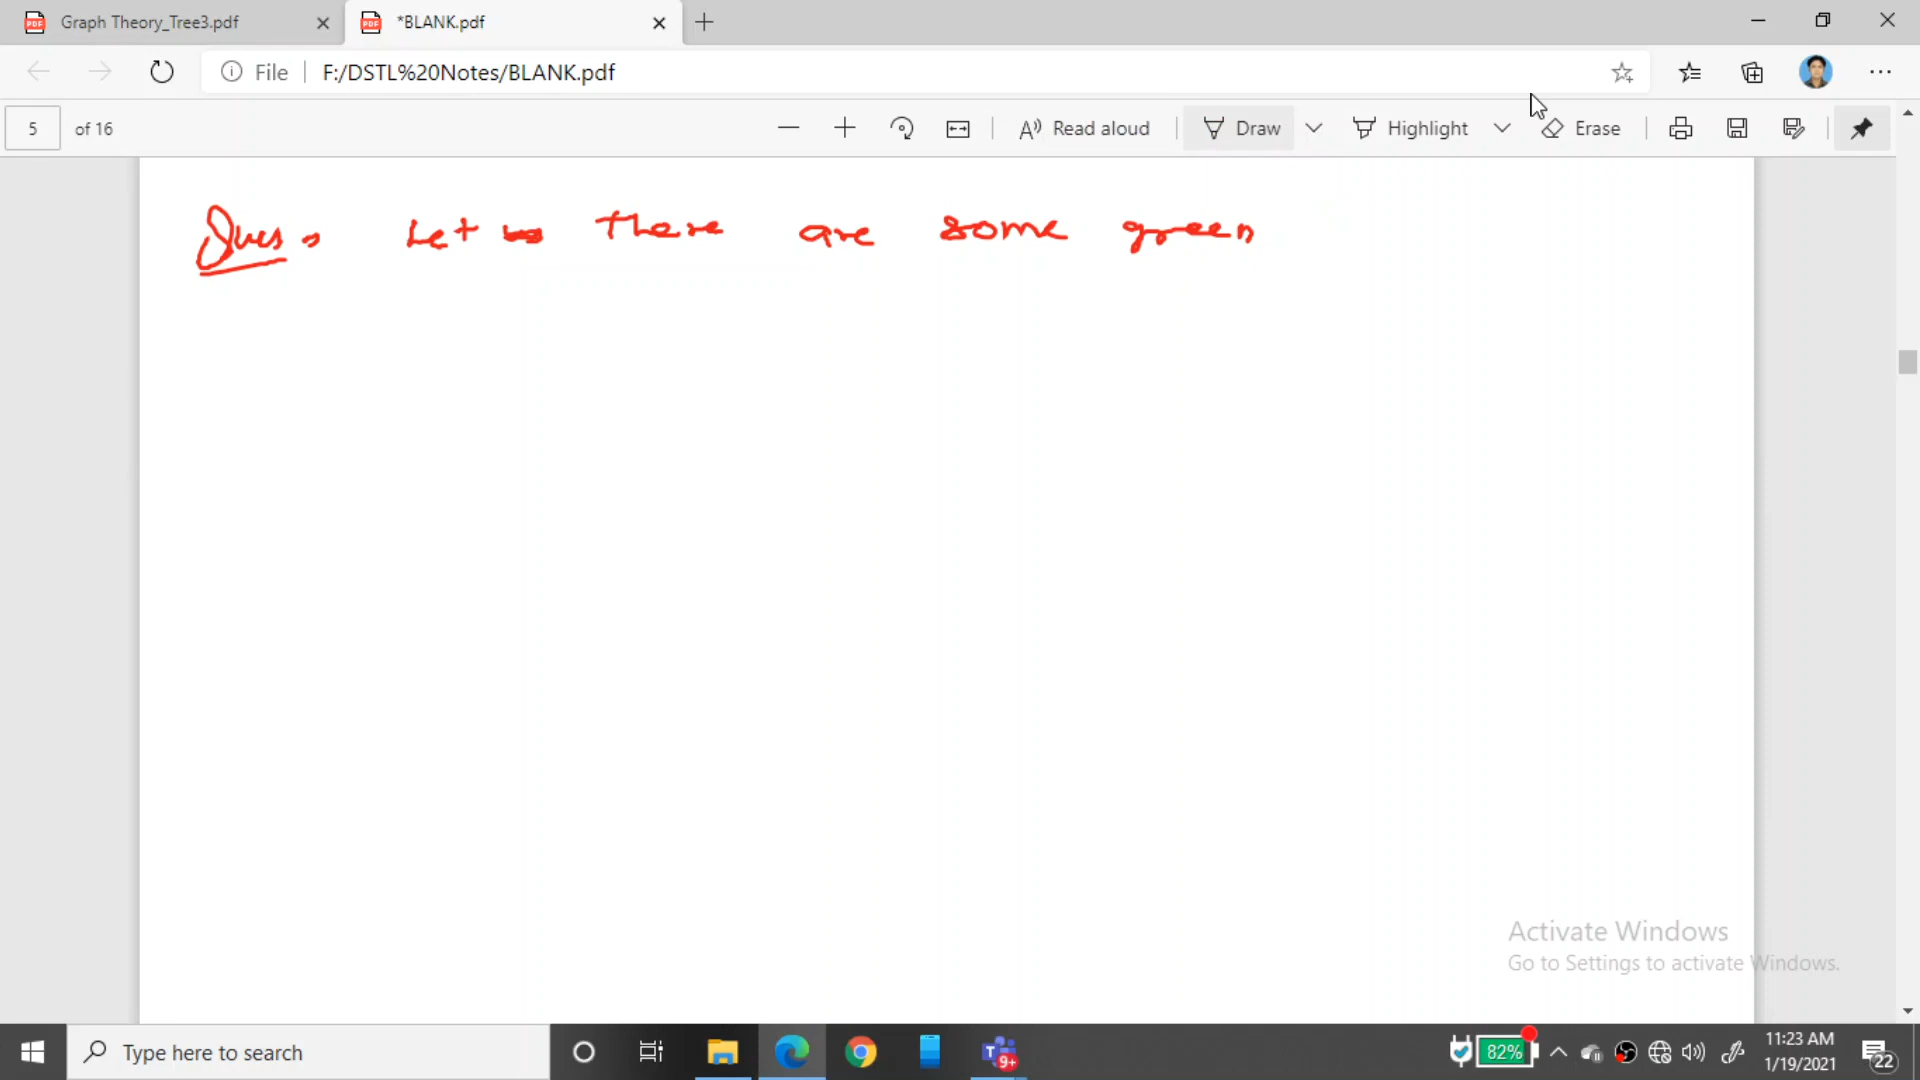 Graph Theory_Tree3.pdf
*BLANK.pdf
File F:/DSTL%20Notes/BLANK.pdf
5 of 16 Read aloud Draw Highlight Erase
Ques Let there are some green
Activate Windows
Go to Settings to activate Windows.
Type here to search
9+
82%
11:23 AM
1/19/2021
22